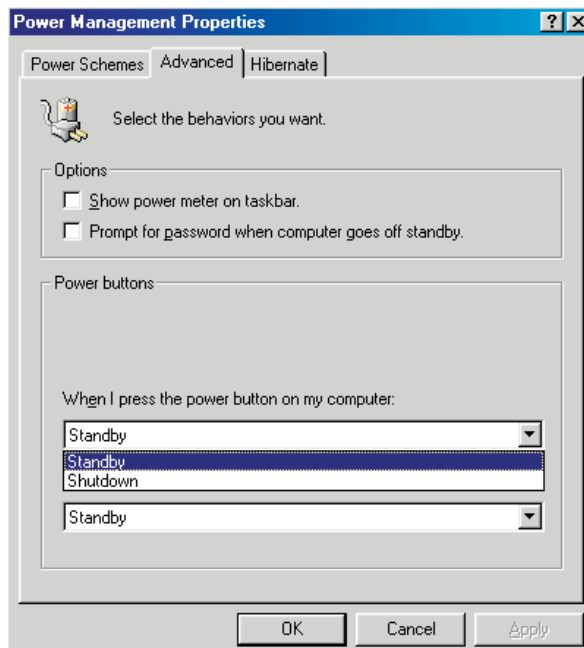 Power Management Properties
Power Schemes Advanced Hibernate
Select the behaviors you want.
Options
Show power meter on taskbar.
Prompt for password when computer goes off standby.
Power buttons
When I press the power button on my computer:
Standby
Standby
Shutdown
Standby
OK Cancel Apply